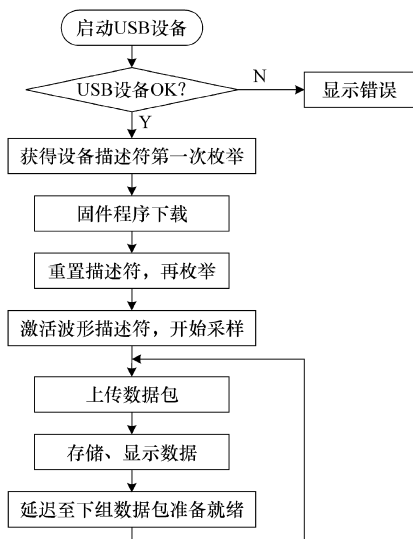 启动USB设备
USB设备OK?
N
显示错误
Y
获得设备描述符第一次枚举
固件程序下载
重置描述符，再枚举
激活波形描述符，开始采样
上传数据包
存储、显示数据
延迟至下组数据包准备就绪